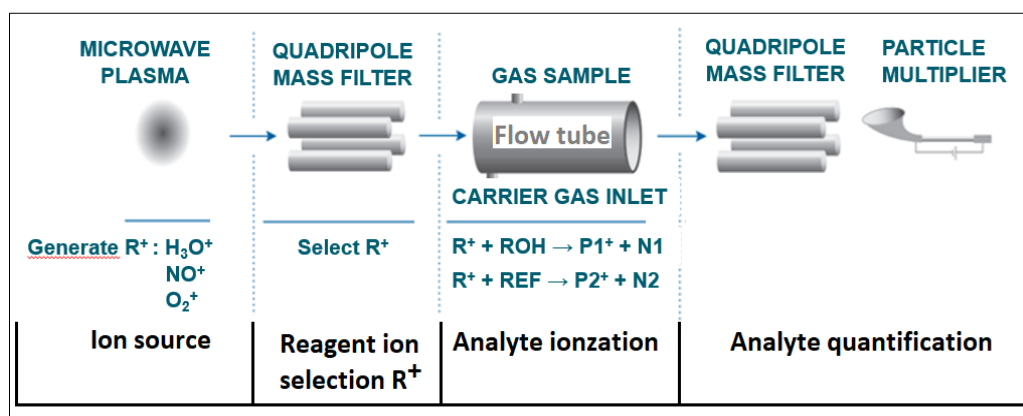 MICROWAVE
PLASMA
QUADRIPOLE
MASS FILTER
GAS SAMPLE
Flow tube
CARRIER GAS INLET
QUADRIPOLE
MASS FILTER
PARTICLE
MULTIPLIER
Generate R⁺ : H₃O⁺
NO⁺
O₂⁺
Select R⁺
R⁺ + ROH → P1⁺ + N1
R⁺ + REF → P2⁺ + N2
Ion source
Reagent ion
selection R⁺
Analyte ionzation
Analyte quantification